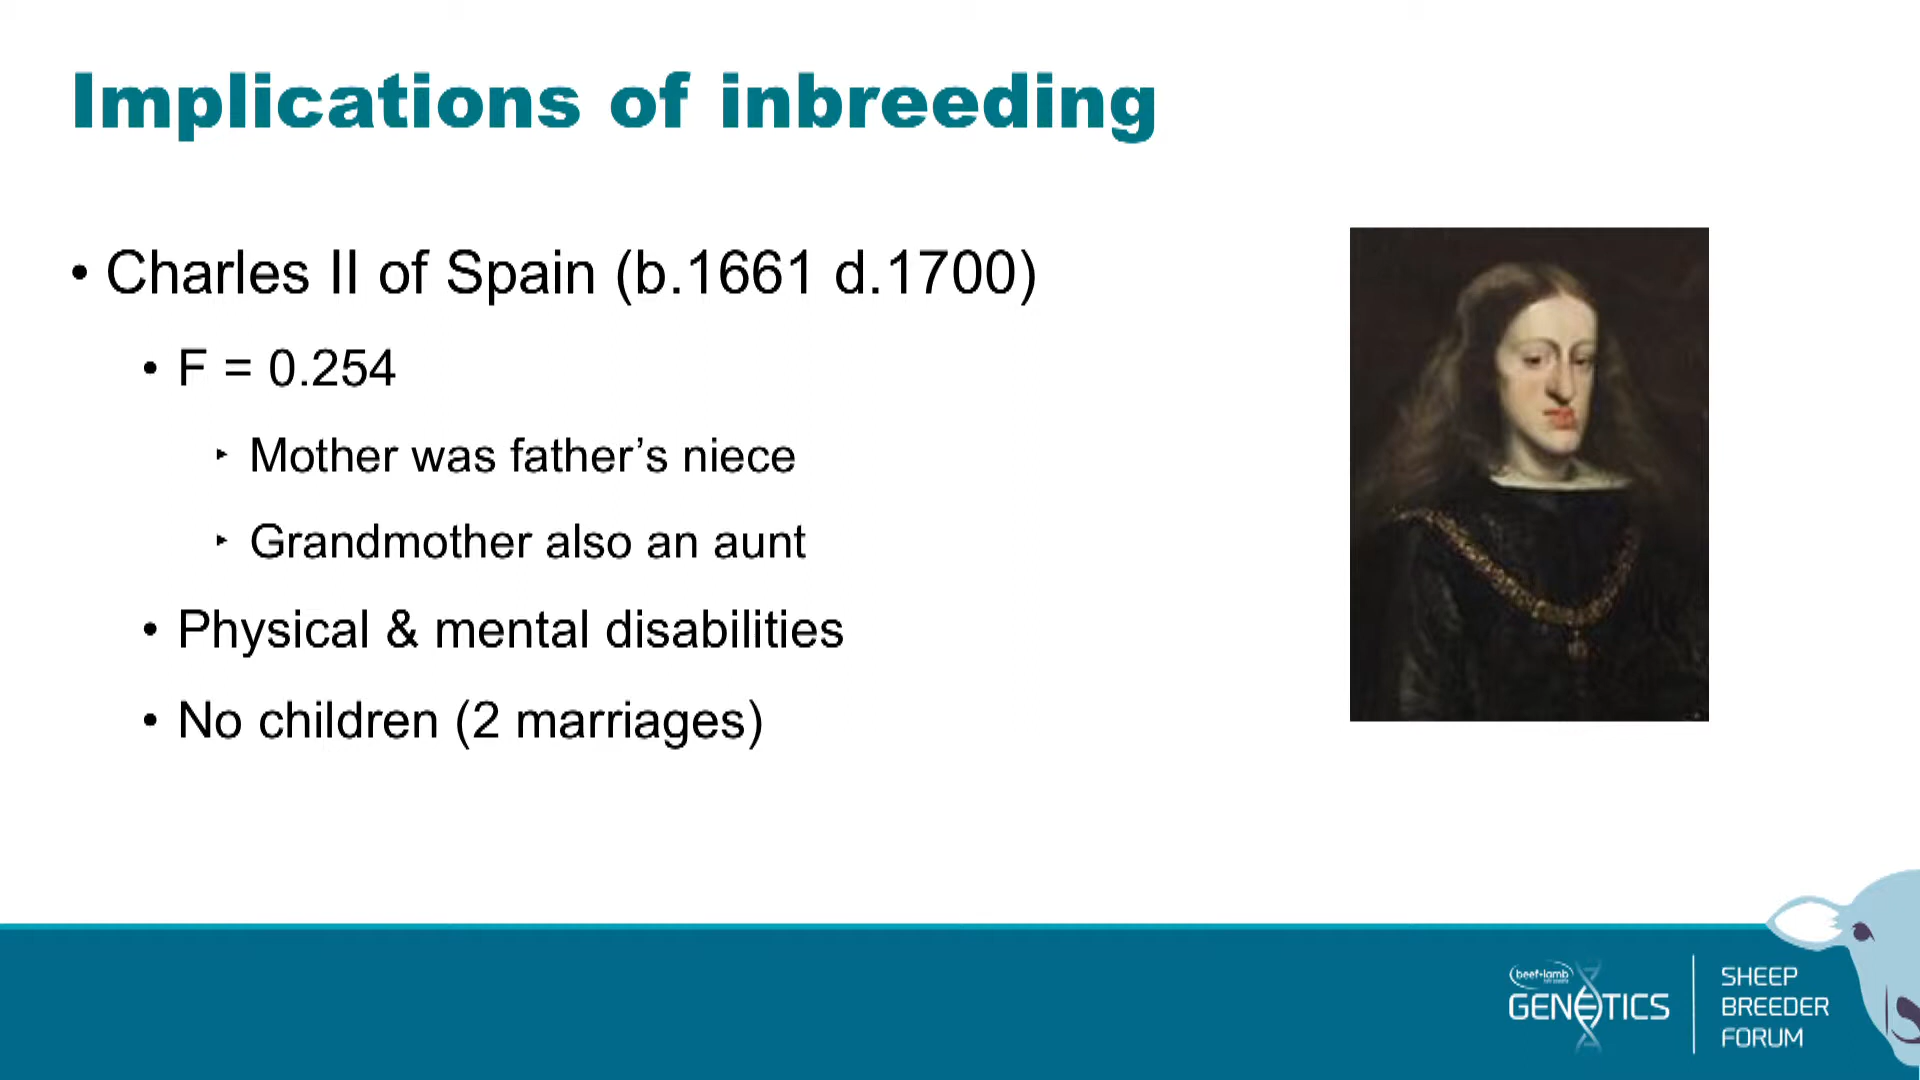 Implications of inbreeding
• Charles II of Spain (b.1661 d.1700)
• F = 0.254
‣ Mother was father’s niece
‣ Grandmother also an aunt
• Physical & mental disabilities
• No children (2 marriages)
beef+lamb
GENETICS
SHEEP
BREEDER
FORUM